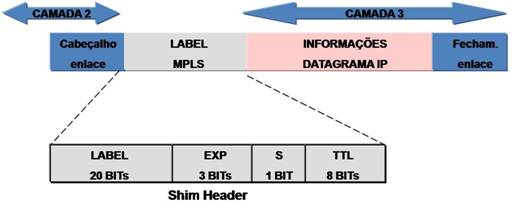 CAMADA 2
CAMADA 3
Cabeçalho enlace
LABEL MPLS
INFORMAÇÕES DATAGRAMA IP
Fecham. enlace
LABEL
20 BITs
EXP
3 BITs
S
1 BIT
TTL
8 BITs
Shim Header